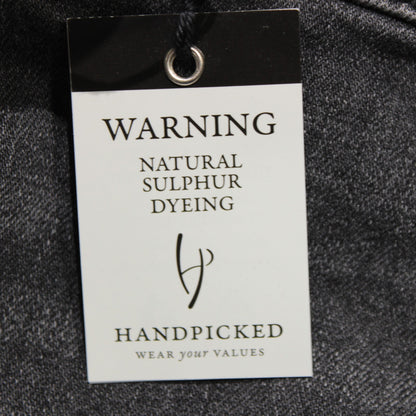 WARNING
NATURAL
SULPHUR
DYEING
HANDPICKED
WEAR your VALUES